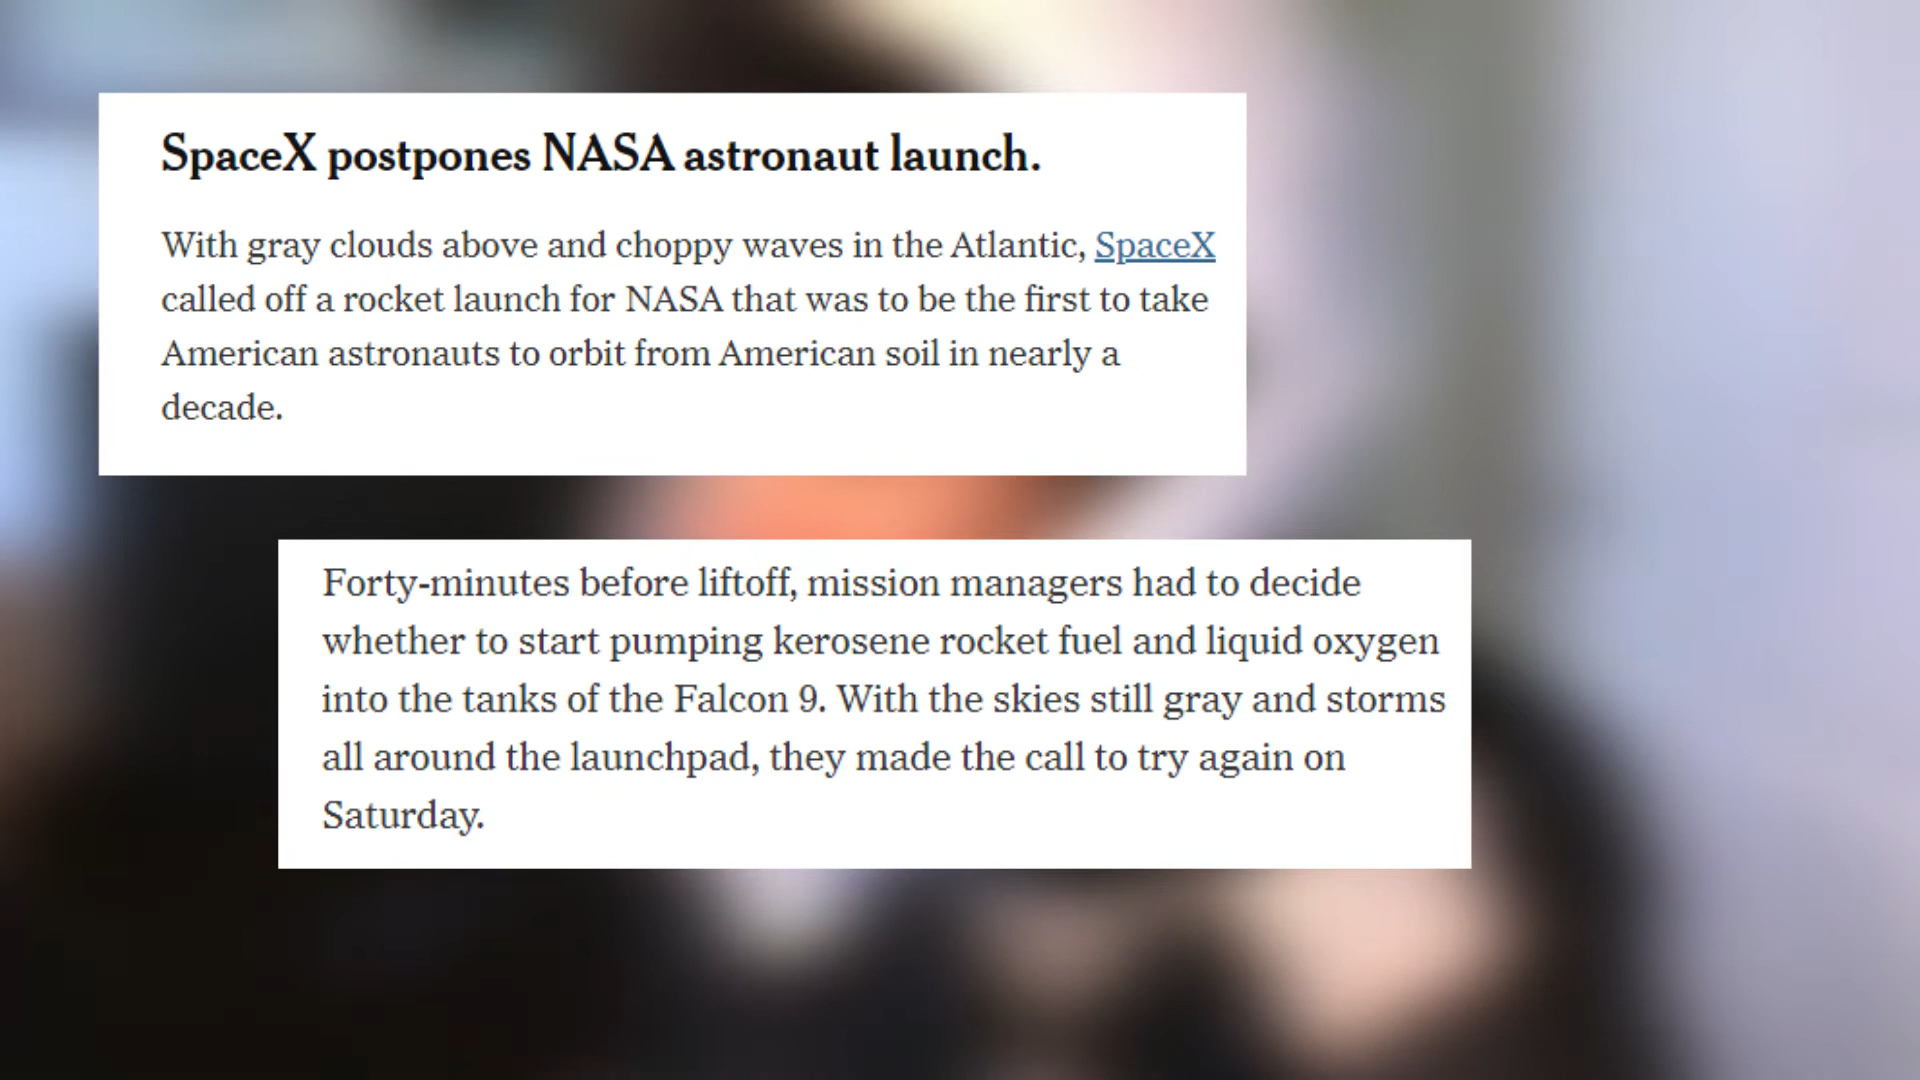 SpaceX postpones NASA astronaut launch.
With gray clouds above and choppy waves in the Atlantic, SpaceX
called off a rocket launch for NASA that was to be the first to take
American astronauts to orbit from American soil in nearly a
decade.
Forty-minutes before liftoff, mission managers had to decide
whether to start pumping kerosene rocket fuel and liquid oxygen
into the tanks of the Falcon 9. With the skies still gray and storms
all around the launchpad, they made the call to try again on
Saturday.